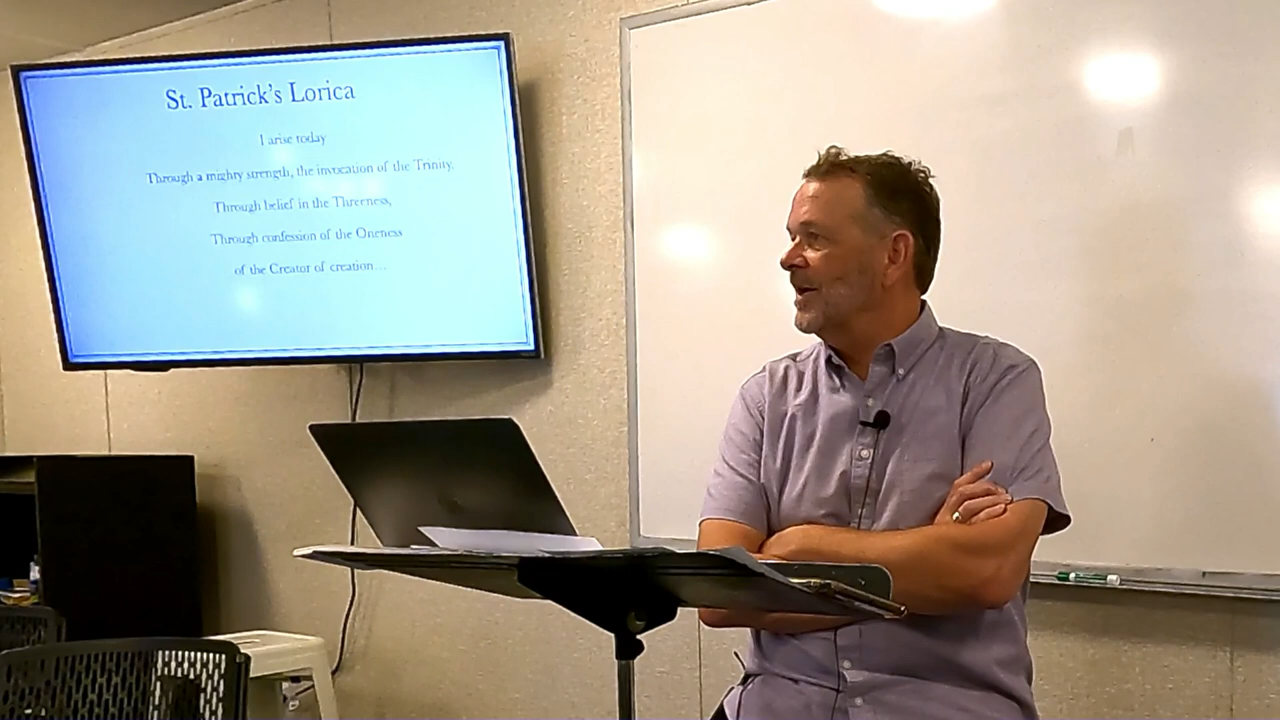 St. Patrick's Lorica
I arise today
Through a mighty strength, the invocation of the Trinity,
Through belief in the Threeness,
Through confession of the Oneness
of the Creator of creation...